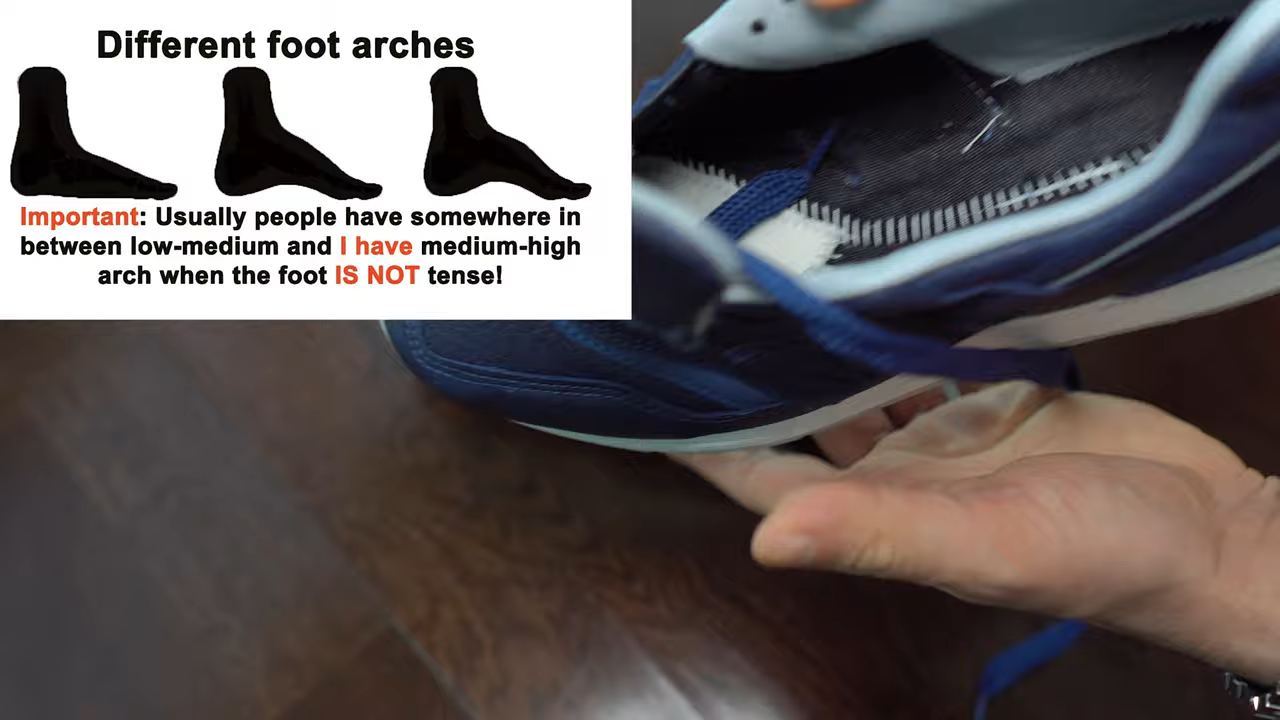 Different foot arches
Important: Usually people have somewhere in
between low-medium and I have medium-high
arch when the foot IS NOT tense!